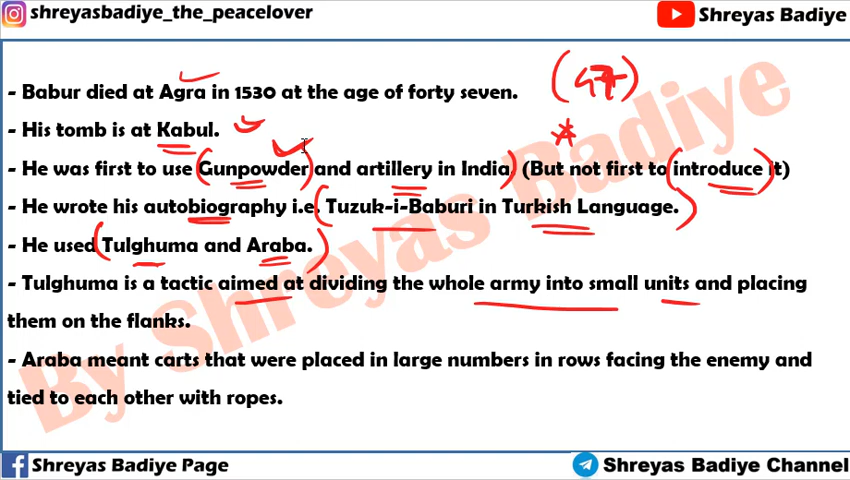 shreyasbadiye_the_peacelover
Shreyas Badiye
- Babur died at Agra in 1530 at the age of forty seven.
(47)
- His tomb is at Kabul.
- He was first to use Gunpowder and artillery in India, (But not first to introduce it)
- He wrote his autobiography i.e. Tuzuk-i-Baburi in Turkish Language.
- He used Tulghuma and Araba.
- Tulghuma is a tactic aimed at dividing the whole army into small units and placing
them on the flanks.
- Araba meant carts that were placed in large numbers in rows facing the enemy and
tied to each other with ropes.
By Shreyas Badiye
Shreyas Badiye Page
Shreyas Badiye Channel